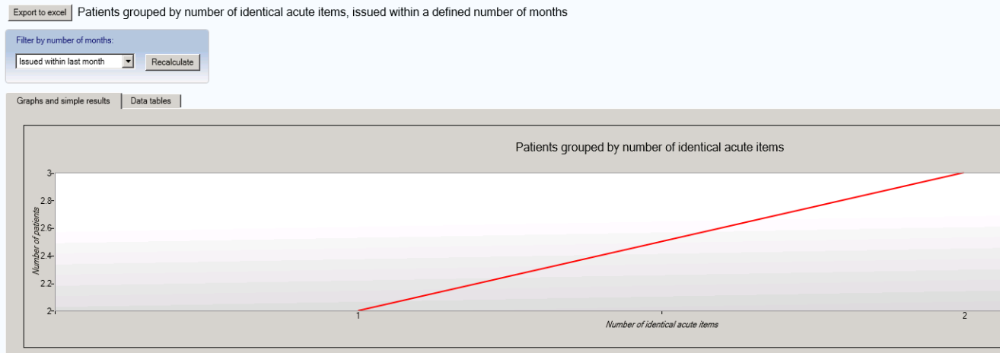 Export to excel Patients grouped by number of identical acute items, issued within a defined number of months
Filter by number of months:
Issued within last month Recalculate
Graphs and simple results Data tables
Patients grouped by number of identical acute items
Number of patients
3
2.8
2.6
2.4
2.2
2
1 2
Number of identical acute items